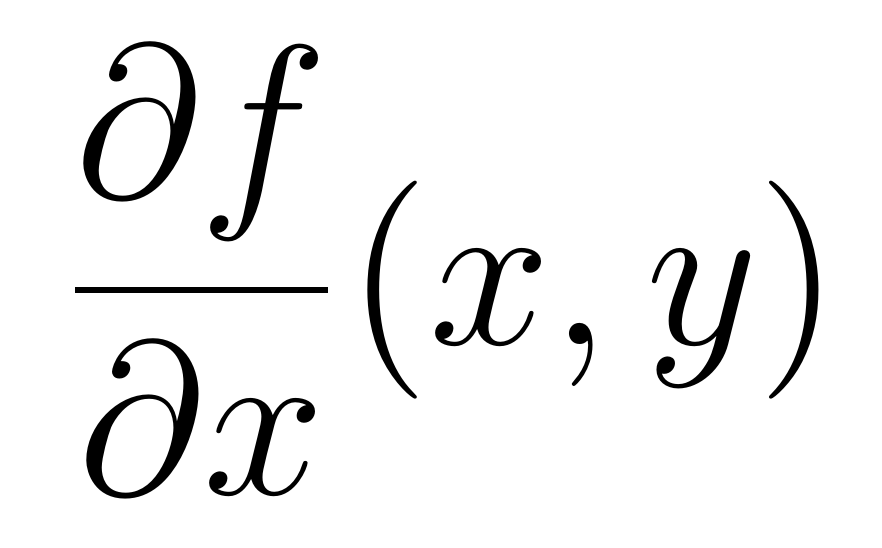 ∂f/∂x (x, y)